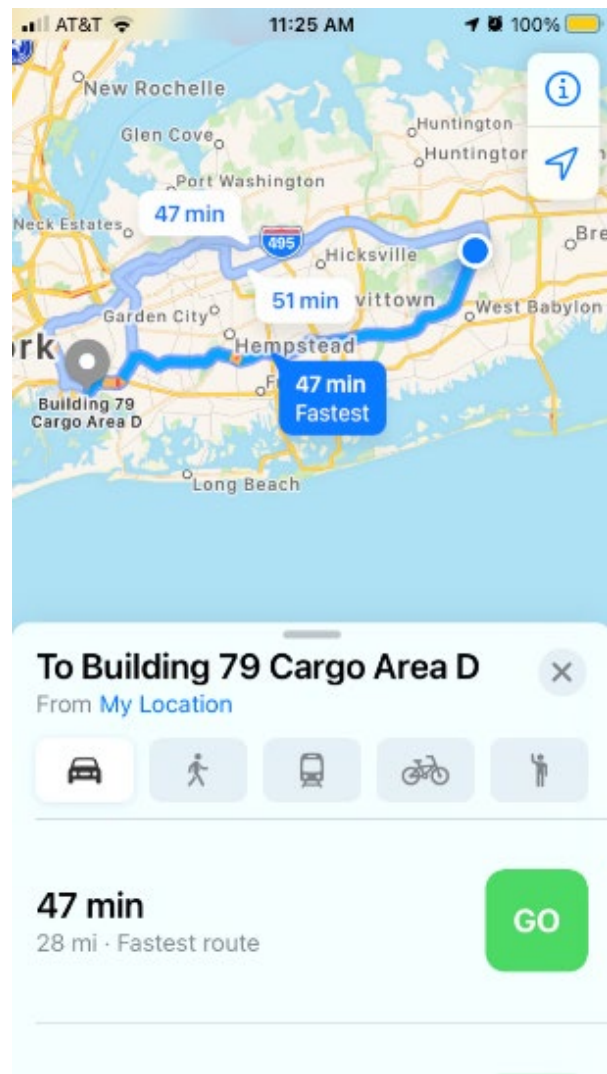 AT&T 11:25 AM 100%
New Rochelle
Glen Cove
Huntington
Huntington
Port Washington
Neck Estates
47 min
495
Hicksville
Bre
51 min
vittown
West Babylon
Garden City
rk
Hempstead
F
47 min
Fastest
Building 79
Cargo Area D
Long Beach
To Building 79 Cargo Area D
From My Location
47 min
GO
28 mi · Fastest route